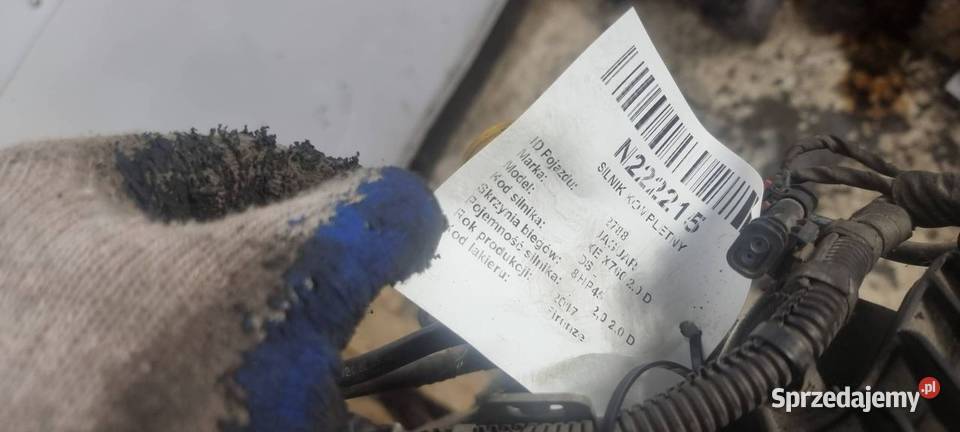 N222215
SILNIK KOMPLETNY
ID Pojazdu: 2788
Marka: JAGUAR
Model: XE X760 2.0 D
Kod silnika:
Skrzynia biegów: 8HP45
Pojemność silnika: 2,0 2.0 D
Rok produkcji: 2017
Kod lakieru: Firenze
Sprzedajemy.pl